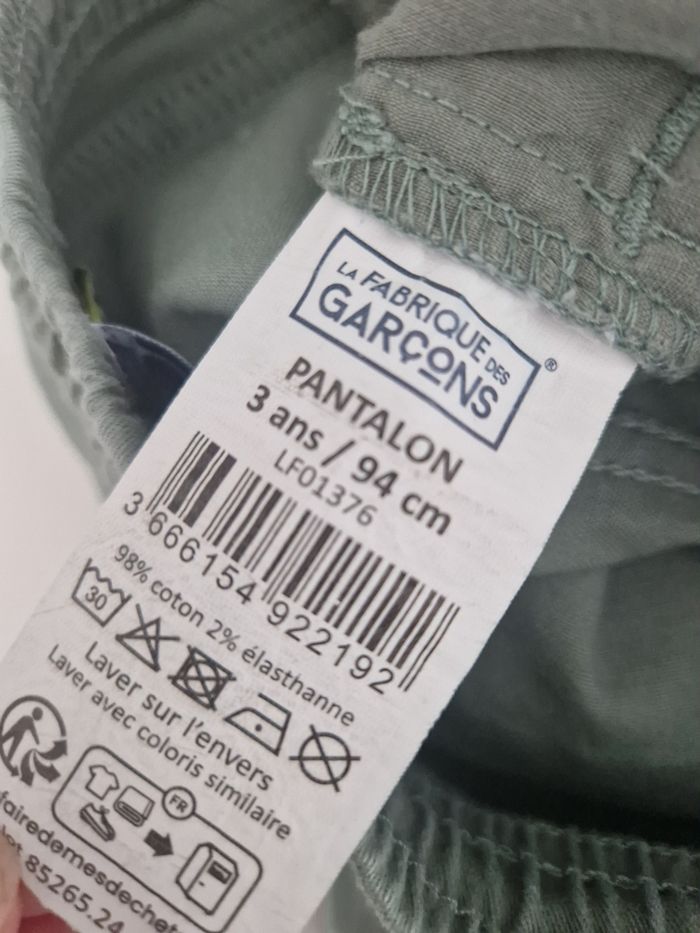 LA FABRIQUE DES
GARÇONS®
PANTALON
3 ans / 94 cm
LF01376
3 666154 922192
98% coton 2% élasthanne
30
Laver sur l'envers
Laver avec coloris similaire
FR
fairedemesdechet
lot 85265.24